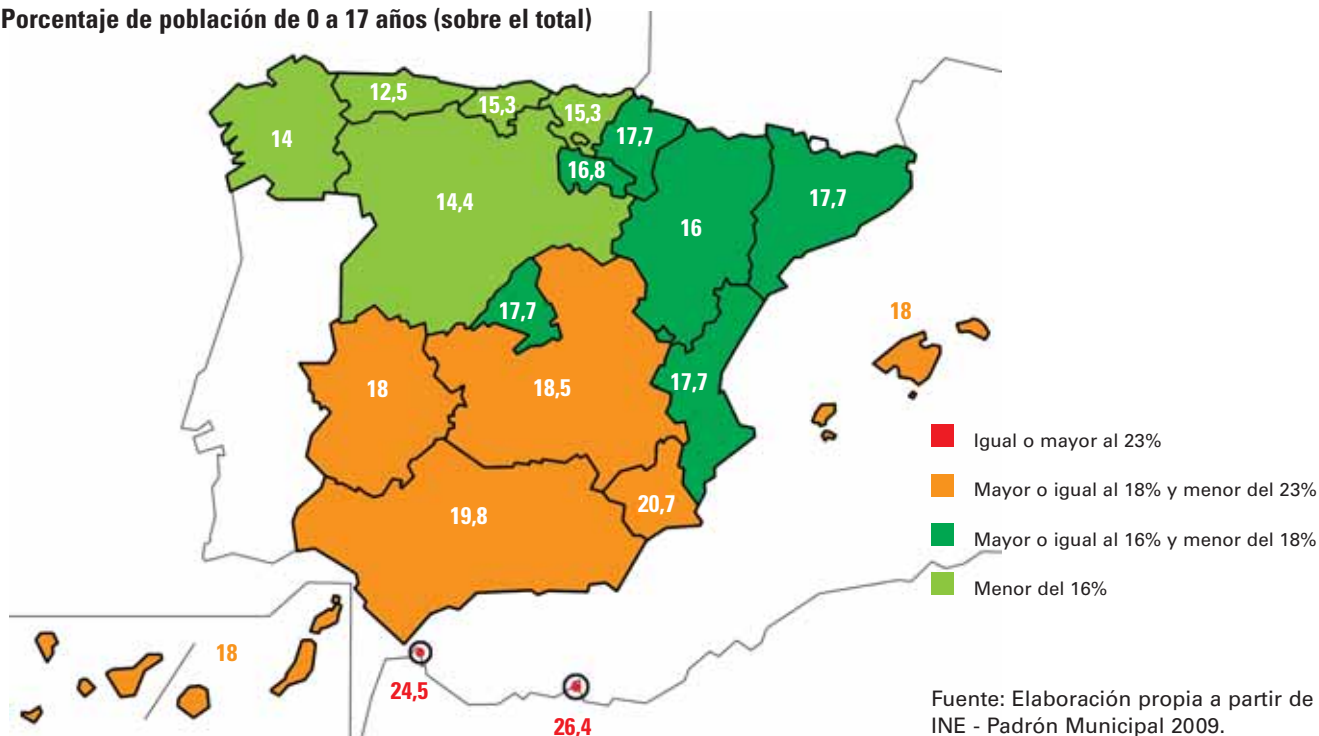 Porcentaje de población de 0 a 17 años (sobre el total)
12,5
15,3
15,3
14
17,7
16,8
14,4
17,7
16
17,7
18
18
18,5
17,7
19,8
20,7
18
24,5
26,4
Igual o mayor al 23%
Mayor o igual al 18% y menor del 23%
Mayor o igual al 16% y menor del 18%
Menor del 16%
Fuente: Elaboración propia a partir de
INE - Padrón Municipal 2009.